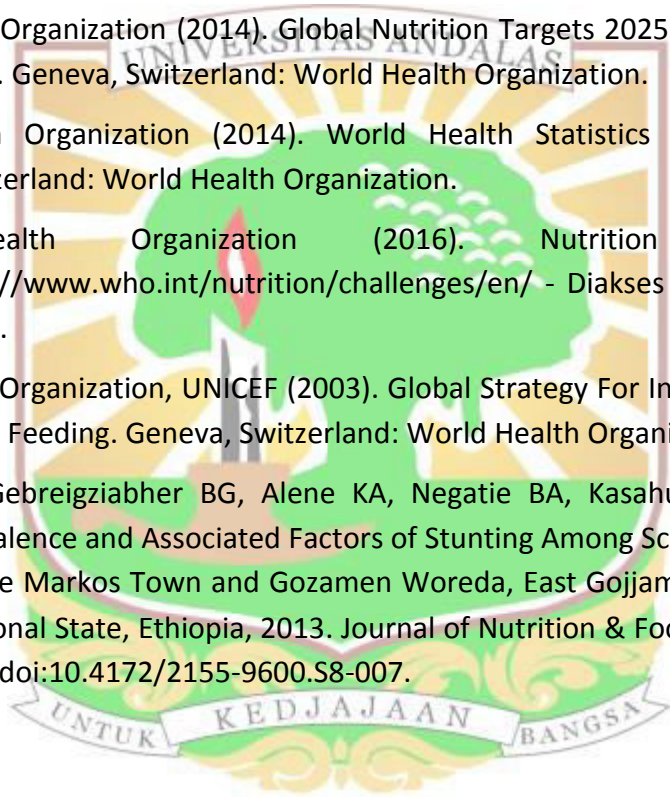 UNIVERSITAS ANDALAS
Organization (2014). Global Nutrition Targets 2025
. Geneva, Switzerland: World Health Organization.
Organization (2014). World Health Statistics
zerland: World Health Organization.
ealth Organization (2016). Nutrition
//www.who.int/nutrition/challenges/en/ - Diakses
.
Organization, UNICEF (2003). Global Strategy For In
Feeding. Geneva, Switzerland: World Health Organi
Gebreigziabher BG, Alene KA, Negatie BA, Kasahu
alence and Associated Factors of Stunting Among Sc
e Markos Town and Gozamen Woreda, East Gojjam
onal State, Ethiopia, 2013. Journal of Nutrition & Foo
doi:10.4172/2155-9600.S8-007.
UNTUK KEDJAJAAN BANGSA